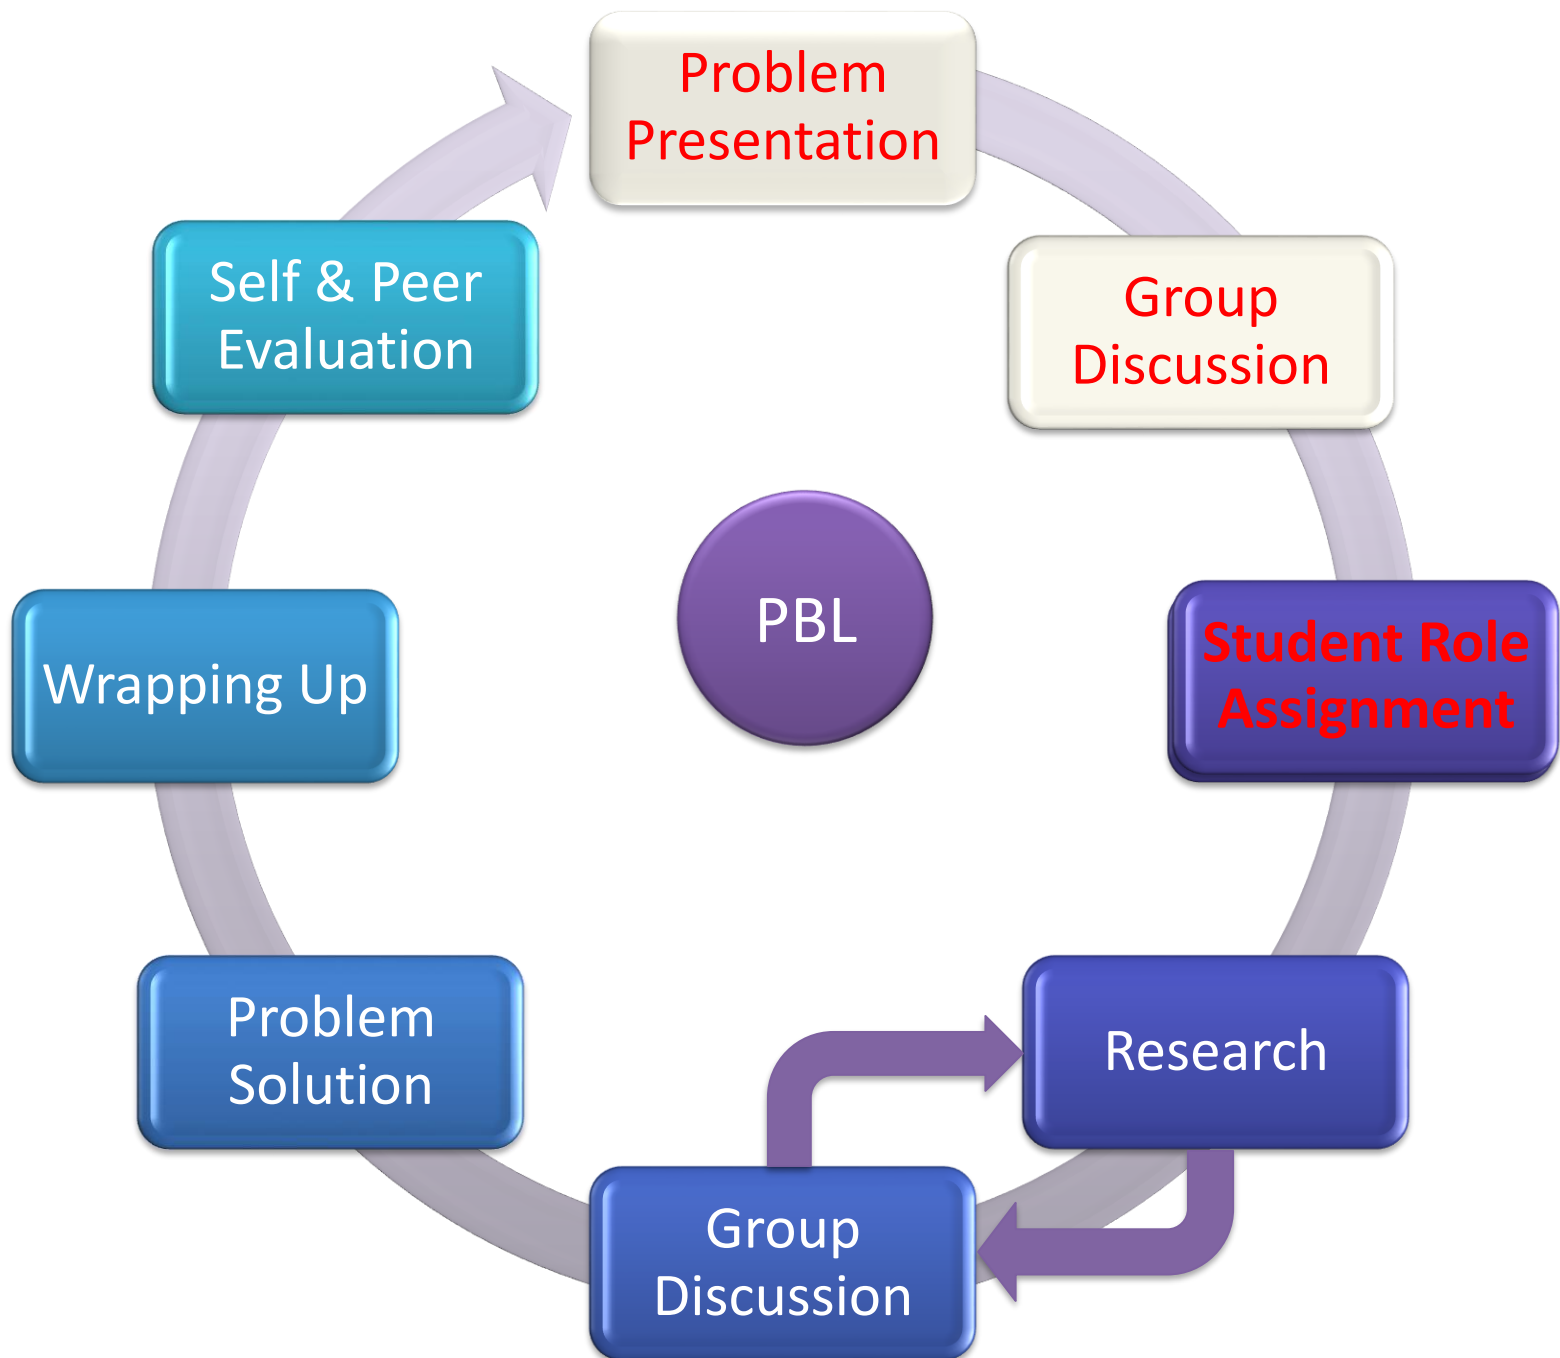 Problem
Presentation
Group
Discussion
Student Role
Assignment
Research
Group
Discussion
Problem
Solution
Wrapping Up
Self & Peer
Evaluation
PBL